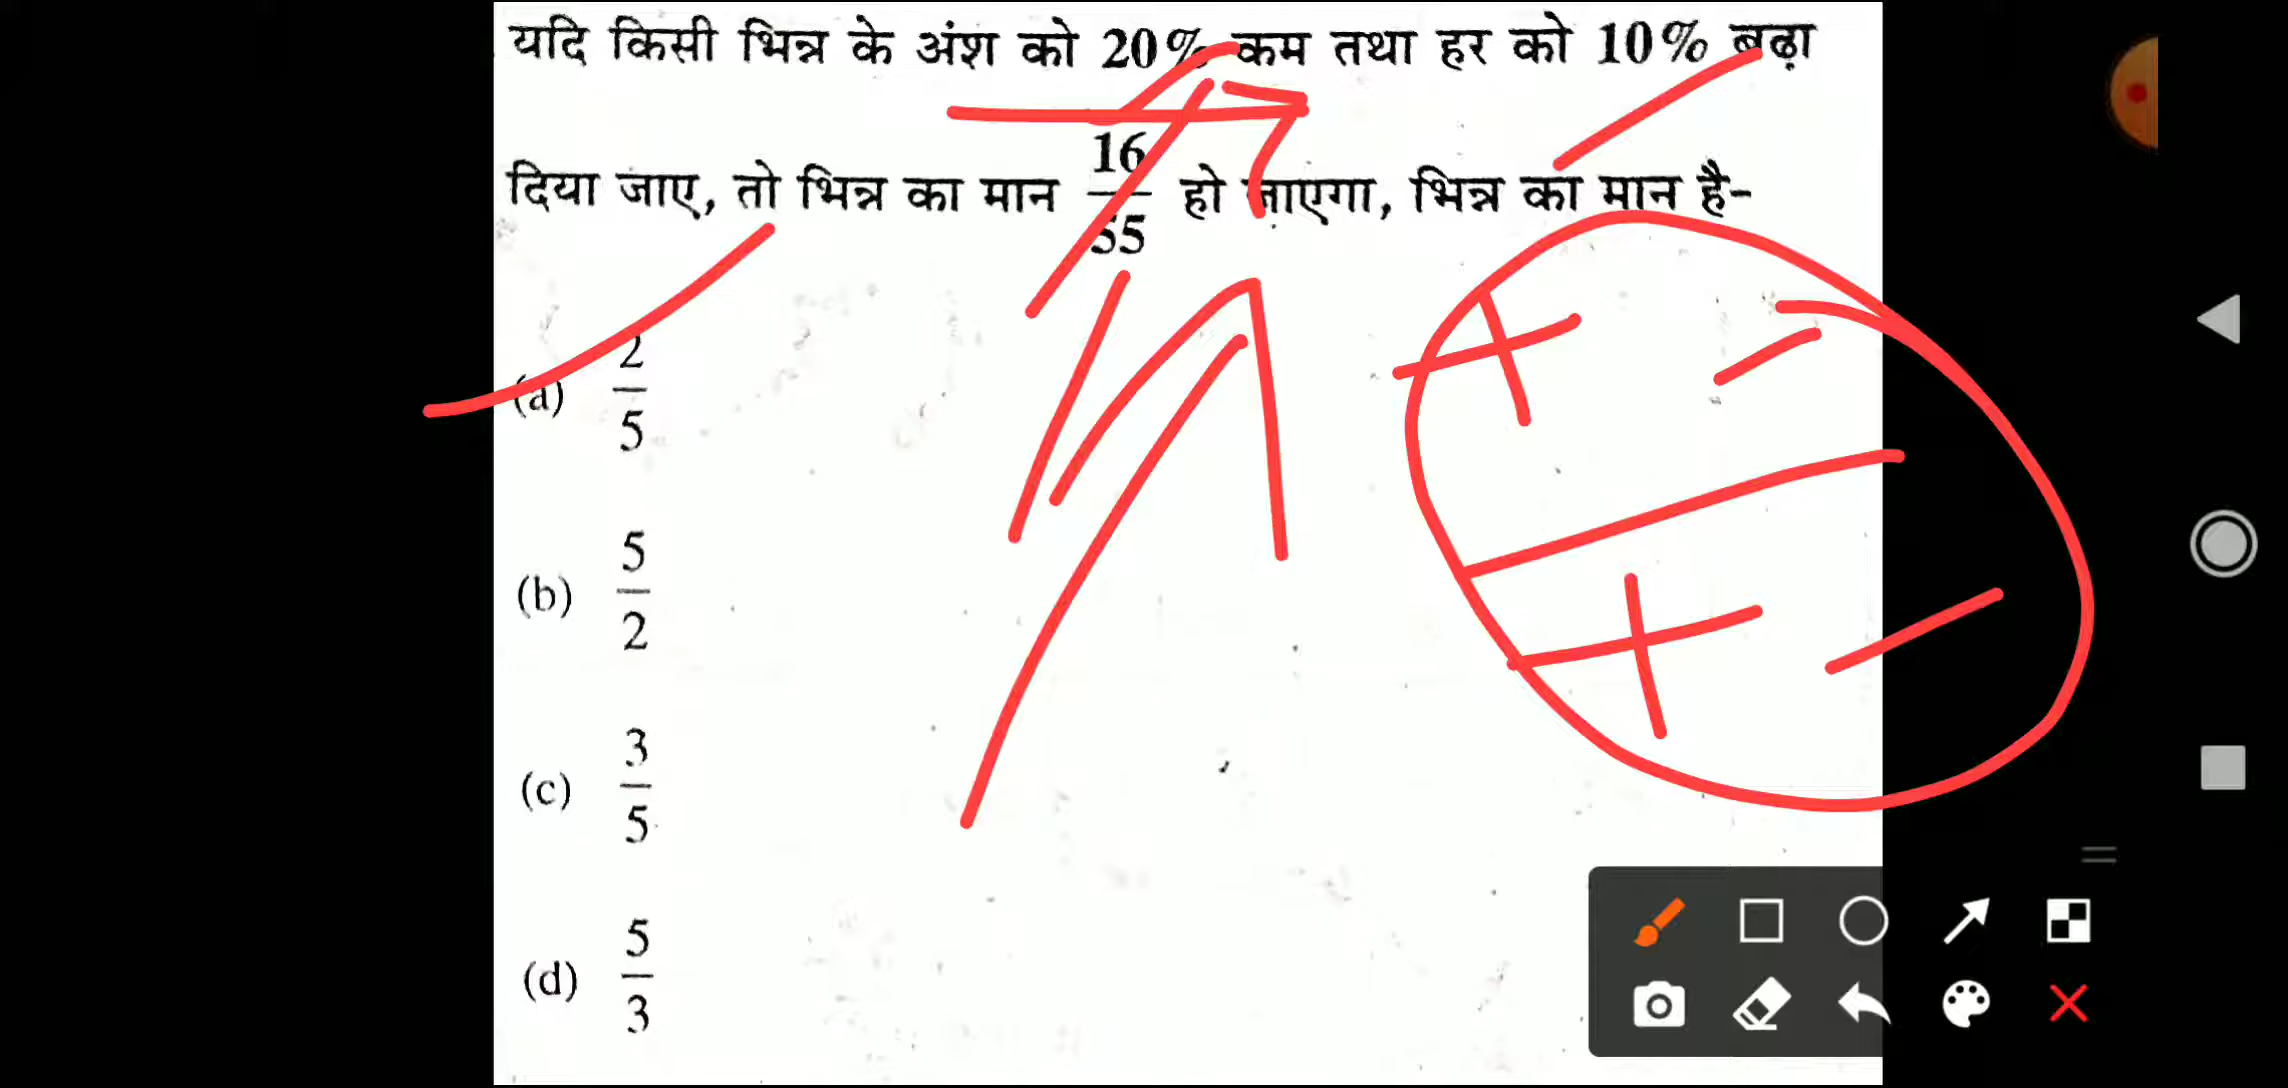 यदि किसी भिन्न के अंश को 20% कम तथा हर को 10% बढ़ा
दिया जाए, तो भिन्न का मान 16/55 हो जाएगा, भिन्न का मान है-
(a) 2/5
(b) 5/2
(c) 3/5
(d) 5/3